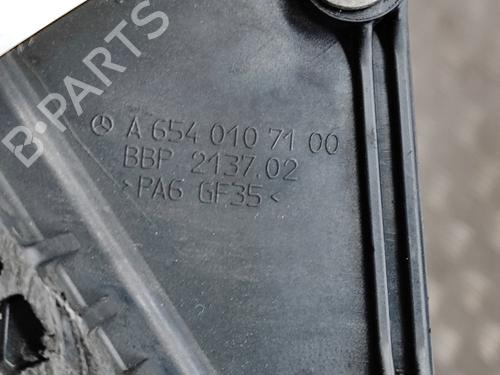 B-PARTS
A 654 010 71 00
BBP 2137.02
>PA6 GF35<